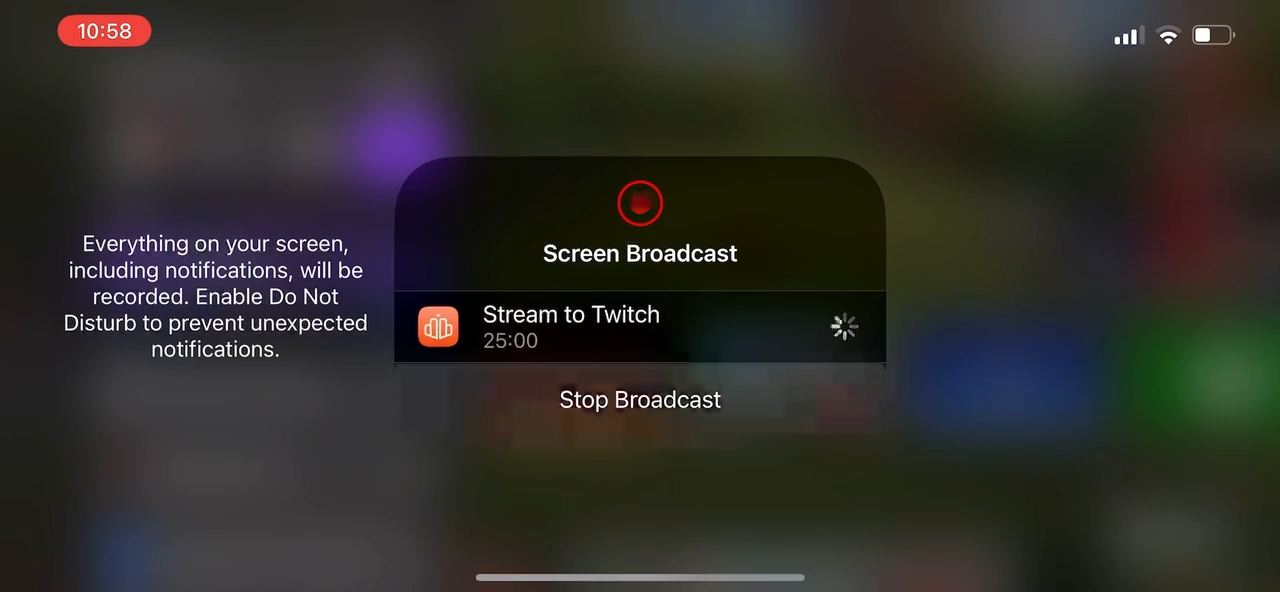 10:58
Everything on your screen,
including notifications, will be
recorded. Enable Do Not
Disturb to prevent unexpected
notifications.
Screen Broadcast
Stream to Twitch
25:00
Stop Broadcast